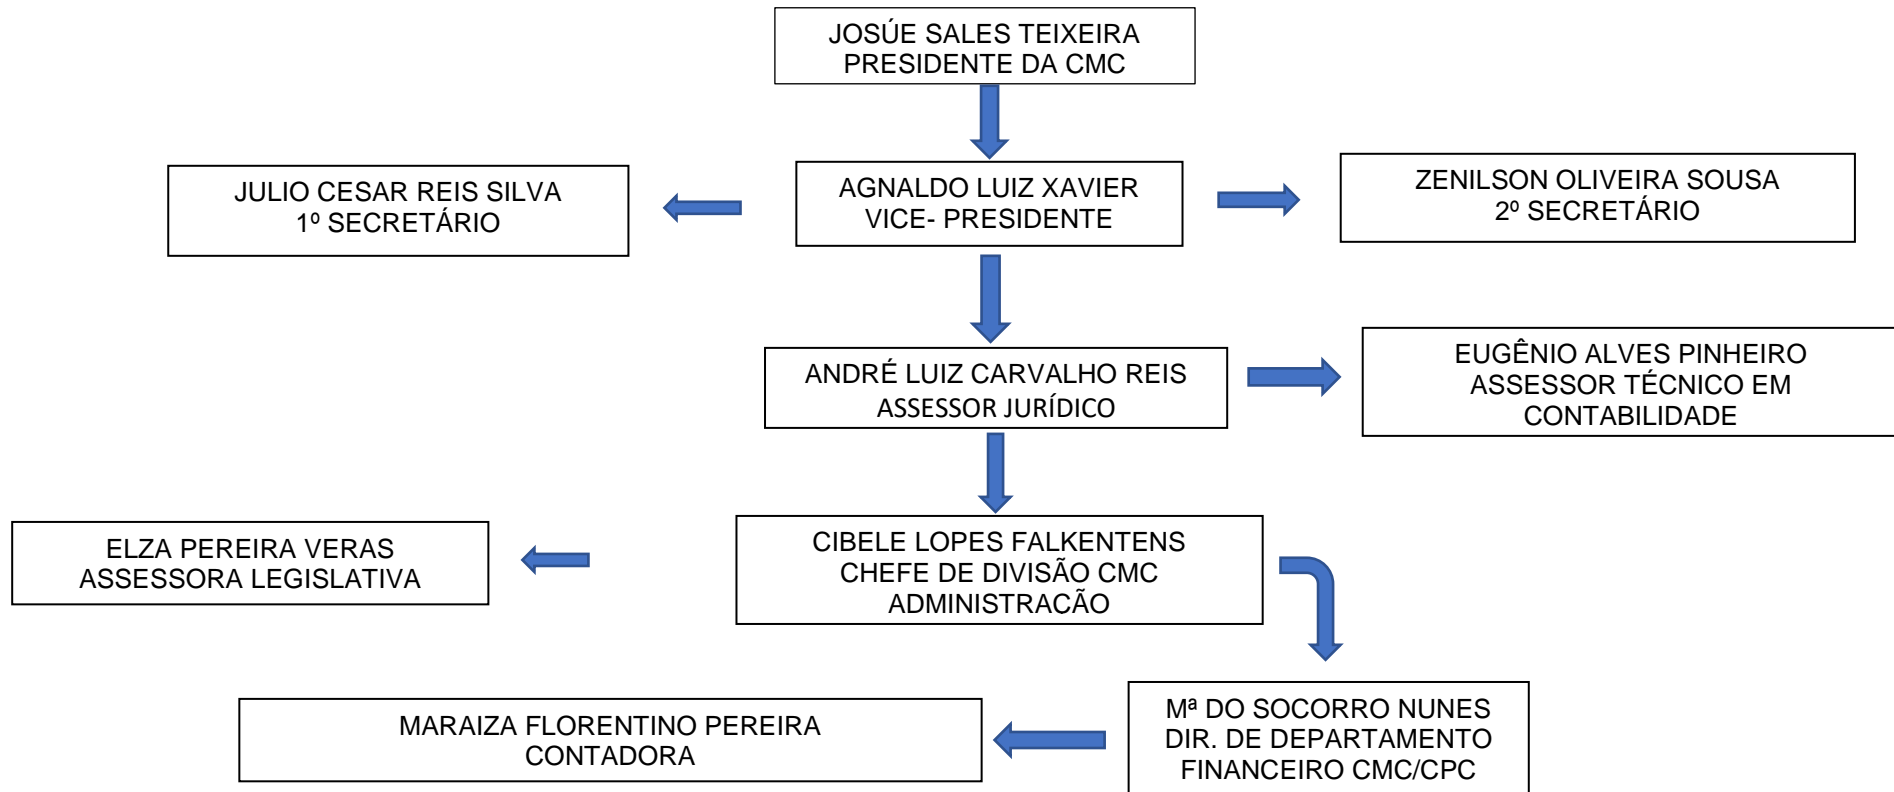 JOSÚE SALES TEIXEIRA
PRESIDENTE DA CMC
JULIO CESAR REIS SILVA
1º SECRETÁRIO
AGNALDO LUIZ XAVIER
VICE- PRESIDENTE
ZENILSON OLIVEIRA SOUSA
2º SECRETÁRIO
ANDRÉ LUIZ CARVALHO REIS
ASSESSOR JURÍDICO
EUGÊNIO ALVES PINHEIRO
ASSESSOR TÉCNICO EM
CONTABILIDADE
ELZA PEREIRA VERAS
ASSESSORA LEGISLATIVA
CIBELE LOPES FALKENTENS
CHEFE DE DIVISÃO CMC
ADMINISTRACÃO
MARAIZA FLORENTINO PEREIRA
CONTADORA
Mª DO SOCORRO NUNES
DIR. DE DEPARTAMENTO
FINANCEIRO CMC/CPC